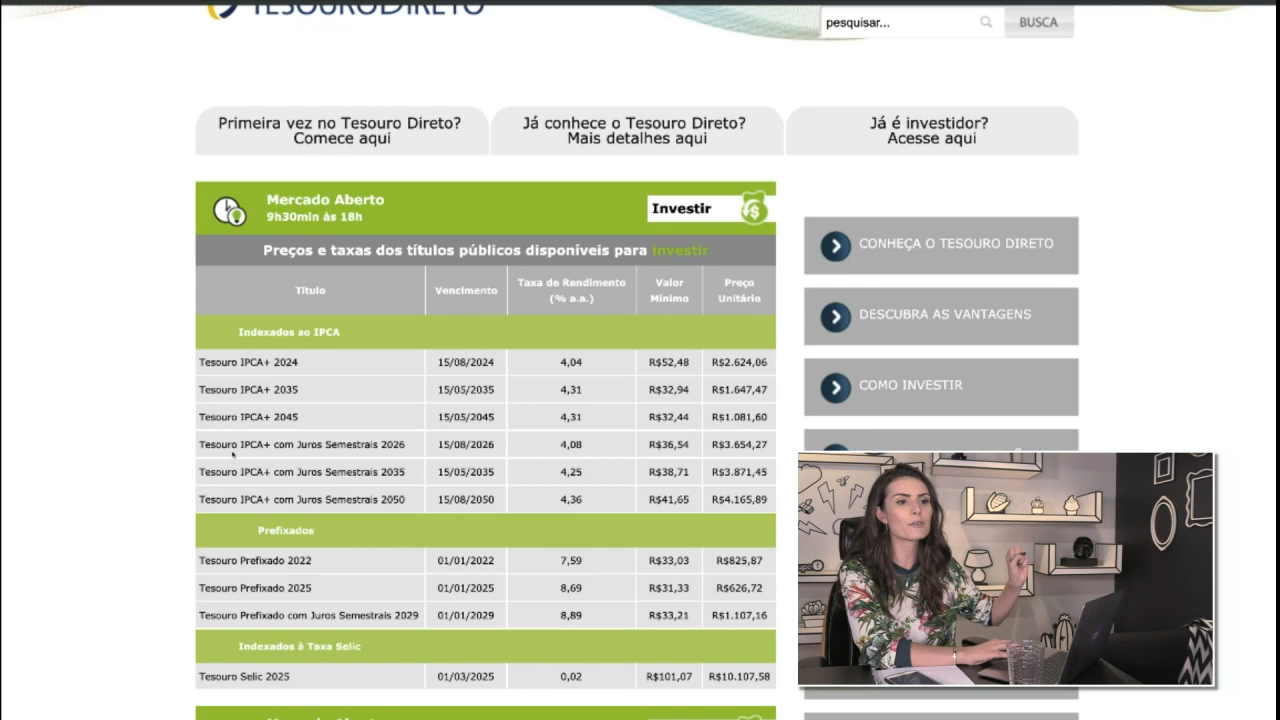 TESOURODIRETO
pesquisar...
BUSCA
Primeira vez no Tesouro Direto?
Comece aqui
Já conhece o Tesouro Direto?
Mais detalhes aqui
Já é investidor?
Acesse aqui
Mercado Aberto
9h30min às 18h
Investir
Preços e taxas dos títulos públicos disponíveis para investir
Título Vencimento Taxa de Rendimento (% a.a.) Valor Mínimo Preço Unitário
Indexados ao IPCA
Tesouro IPCA+ 2024 15/08/2024 4,04 R$52,48 R$2.624,06
Tesouro IPCA+ 2035 15/05/2035 4,31 R$32,94 R$1.647,47
Tesouro IPCA+ 2045 15/05/2045 4,31 R$32,44 R$1.081,60
Tesouro IPCA+ com Juros Semestrais 2026 15/08/2026 4,08 R$36,54 R$3.654,27
Tesouro IPCA+ com Juros Semestrais 2035 15/05/2035 4,25 R$38,71 R$3.871,45
Tesouro IPCA+ com Juros Semestrais 2050 15/08/2050 4,36 R$41,65 R$4.165,89
Prefixados
Tesouro Prefixado 2022 01/01/2022 7,59 R$33,03 R$825,87
Tesouro Prefixado 2025 01/01/2025 8,69 R$31,33 R$626,72
Tesouro Prefixado com Juros Semestrais 2029 01/01/2029 8,89 R$33,21 R$1.107,16
Indexados à Taxa Selic
Tesouro Selic 2025 01/03/2025 0,02 R$101,07 R$10.107,58
Mercado Aberto
CONHEÇA O TESOURO DIRETO
DESCUBRA AS VANTAGENS
COMO INVESTIR